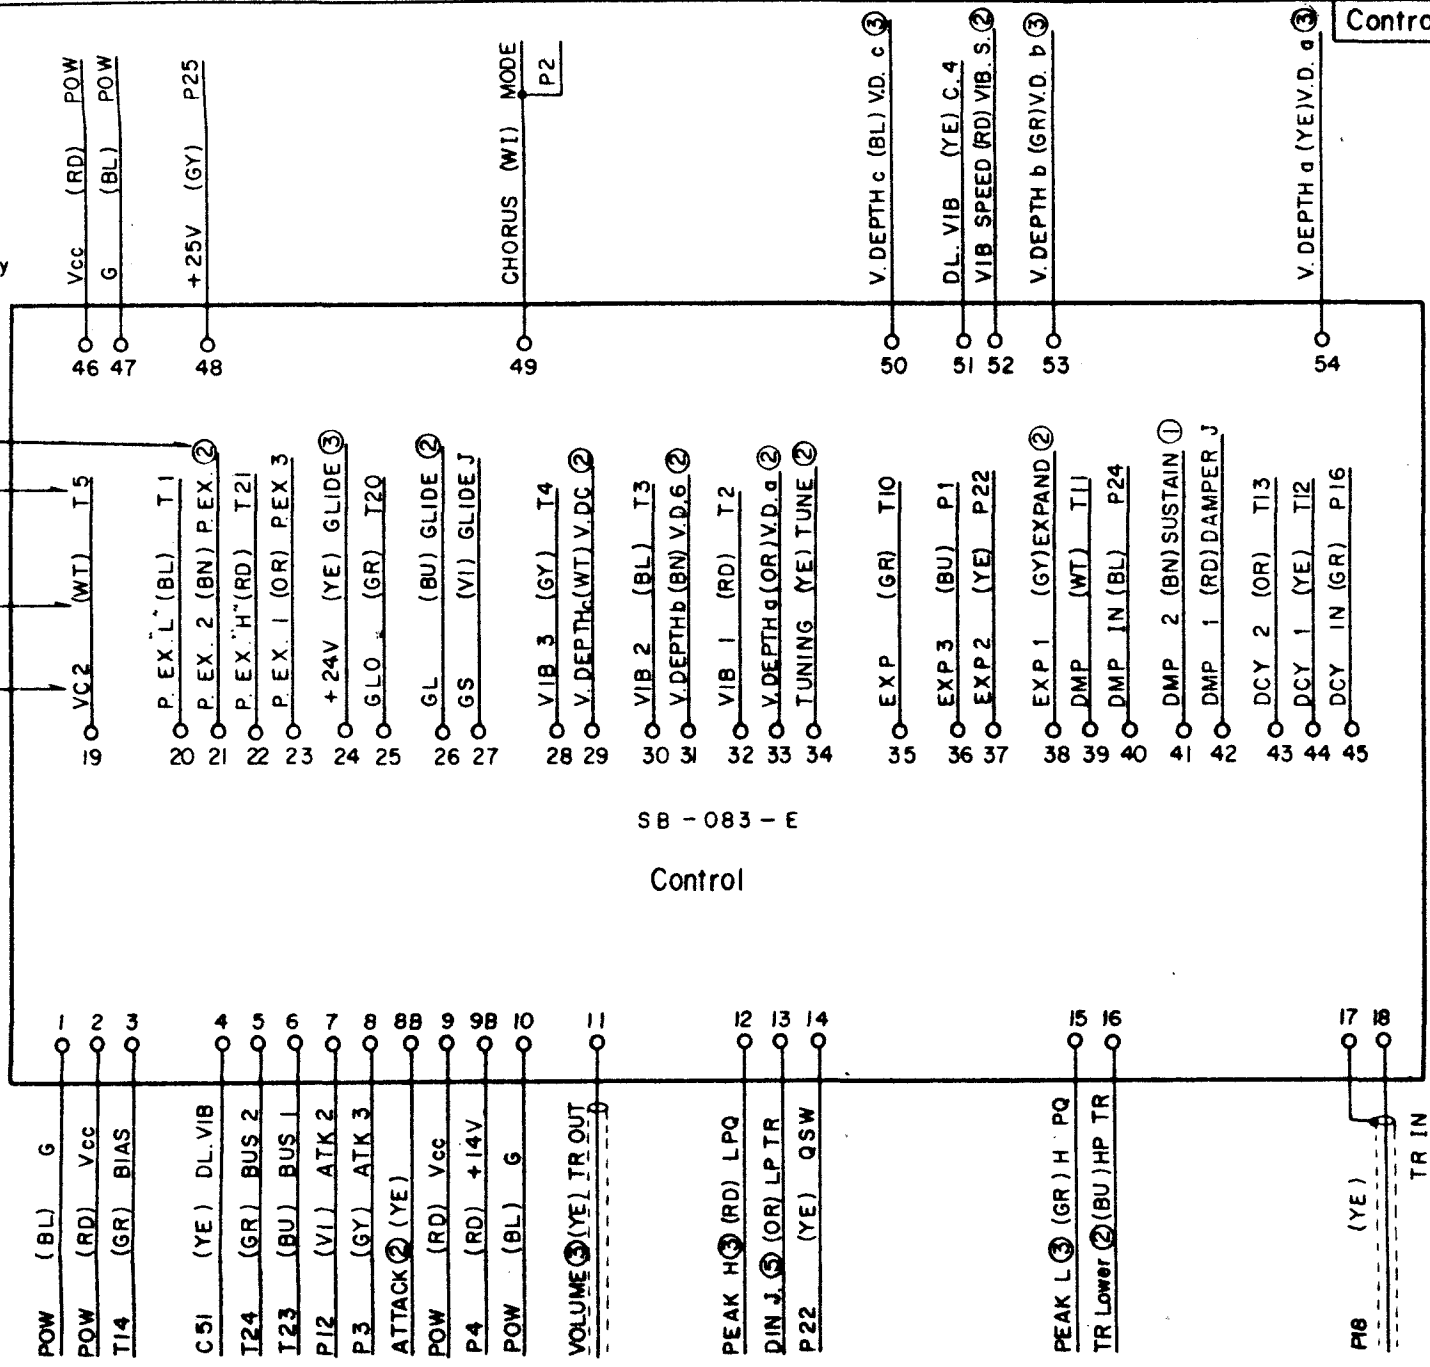 Contro
y
Vcc (RD) POW
G (BL) POW
+25V (GY) P25
CHORUS (WI) MODE
P2
V.DEPTH c (BL) V.D. c ③
DL. VIB (YE) C.4
VIB SPEED (RD) VIB. S. ②
V.DEPTH b (GR) V.D. b ③
V.DEPTH a (YE) V.D. a ③
46 47 48 49 50 51 52 53 54
VC2 (WT) T5
P. EX."L" (BL) T1
P. EX. 2 (BN) P.EX. ②
P. EX."H" (RD) T21
P. EX. 1 (OR) P.EX 3
+24V (YE) GLIDE ③
GLO (GR) T20
GL (BU) GLIDE ②
GS (VI) GLIDE J
VIB 3 (GY) T4
V.DEPTH c (WT) V.DC ②
VIB 2 (BL) T3
V.DEPTH b (BN) V.D.6 ②
VIB 1 (RD) T2
V.DEPTH a (OR) V.D. a ②
TUNING (YE) TUNE ②
EXP (GR) T10
EXP 3 (BU) P1
EXP2 (YE) P22
EXP 1 (GY) EXPAND ②
DMP (WT) T11
DMP IN (BL) P24
DMP 2 (BN) SUSTAIN ①
DMP 1 (RD) DAMPER J
DCY 2 (OR) T13
DCY 1 (YE) T12
DCY IN (GR) P16
19 20 21 22 23 24 25 26 27 28 29 30 31 32 33 34 35 36 37 38 39 40 41 42 43 44 45
SB-083-E
Control
1 2 3 4 5 6 7 8 8B 9 9B 10 11 12 13 14 15 16 17 18
POW (BL) G
POW (RD) Vcc
T14 (GR) BIAS
C51 (YE) DL.VIB
T24 (GR) BUS 2
T23 (BU) BUS 1
P12 (VI) ATK 2
P3 (GY) ATK 3
ATTACK ② (YE)
POW (RD) Vcc
P4 (RD) +14V
POW (BL) G
VOLUME ③ (YE) TR OUT
PEAK H ③ (RD) LPQ
DIN J. ⑤ (OR) LP TR
P22 (YE) QSW
PEAK L ③ (GR) H PQ
TR Lower ② (BU) HP TR
P18 (YE)
TR IN